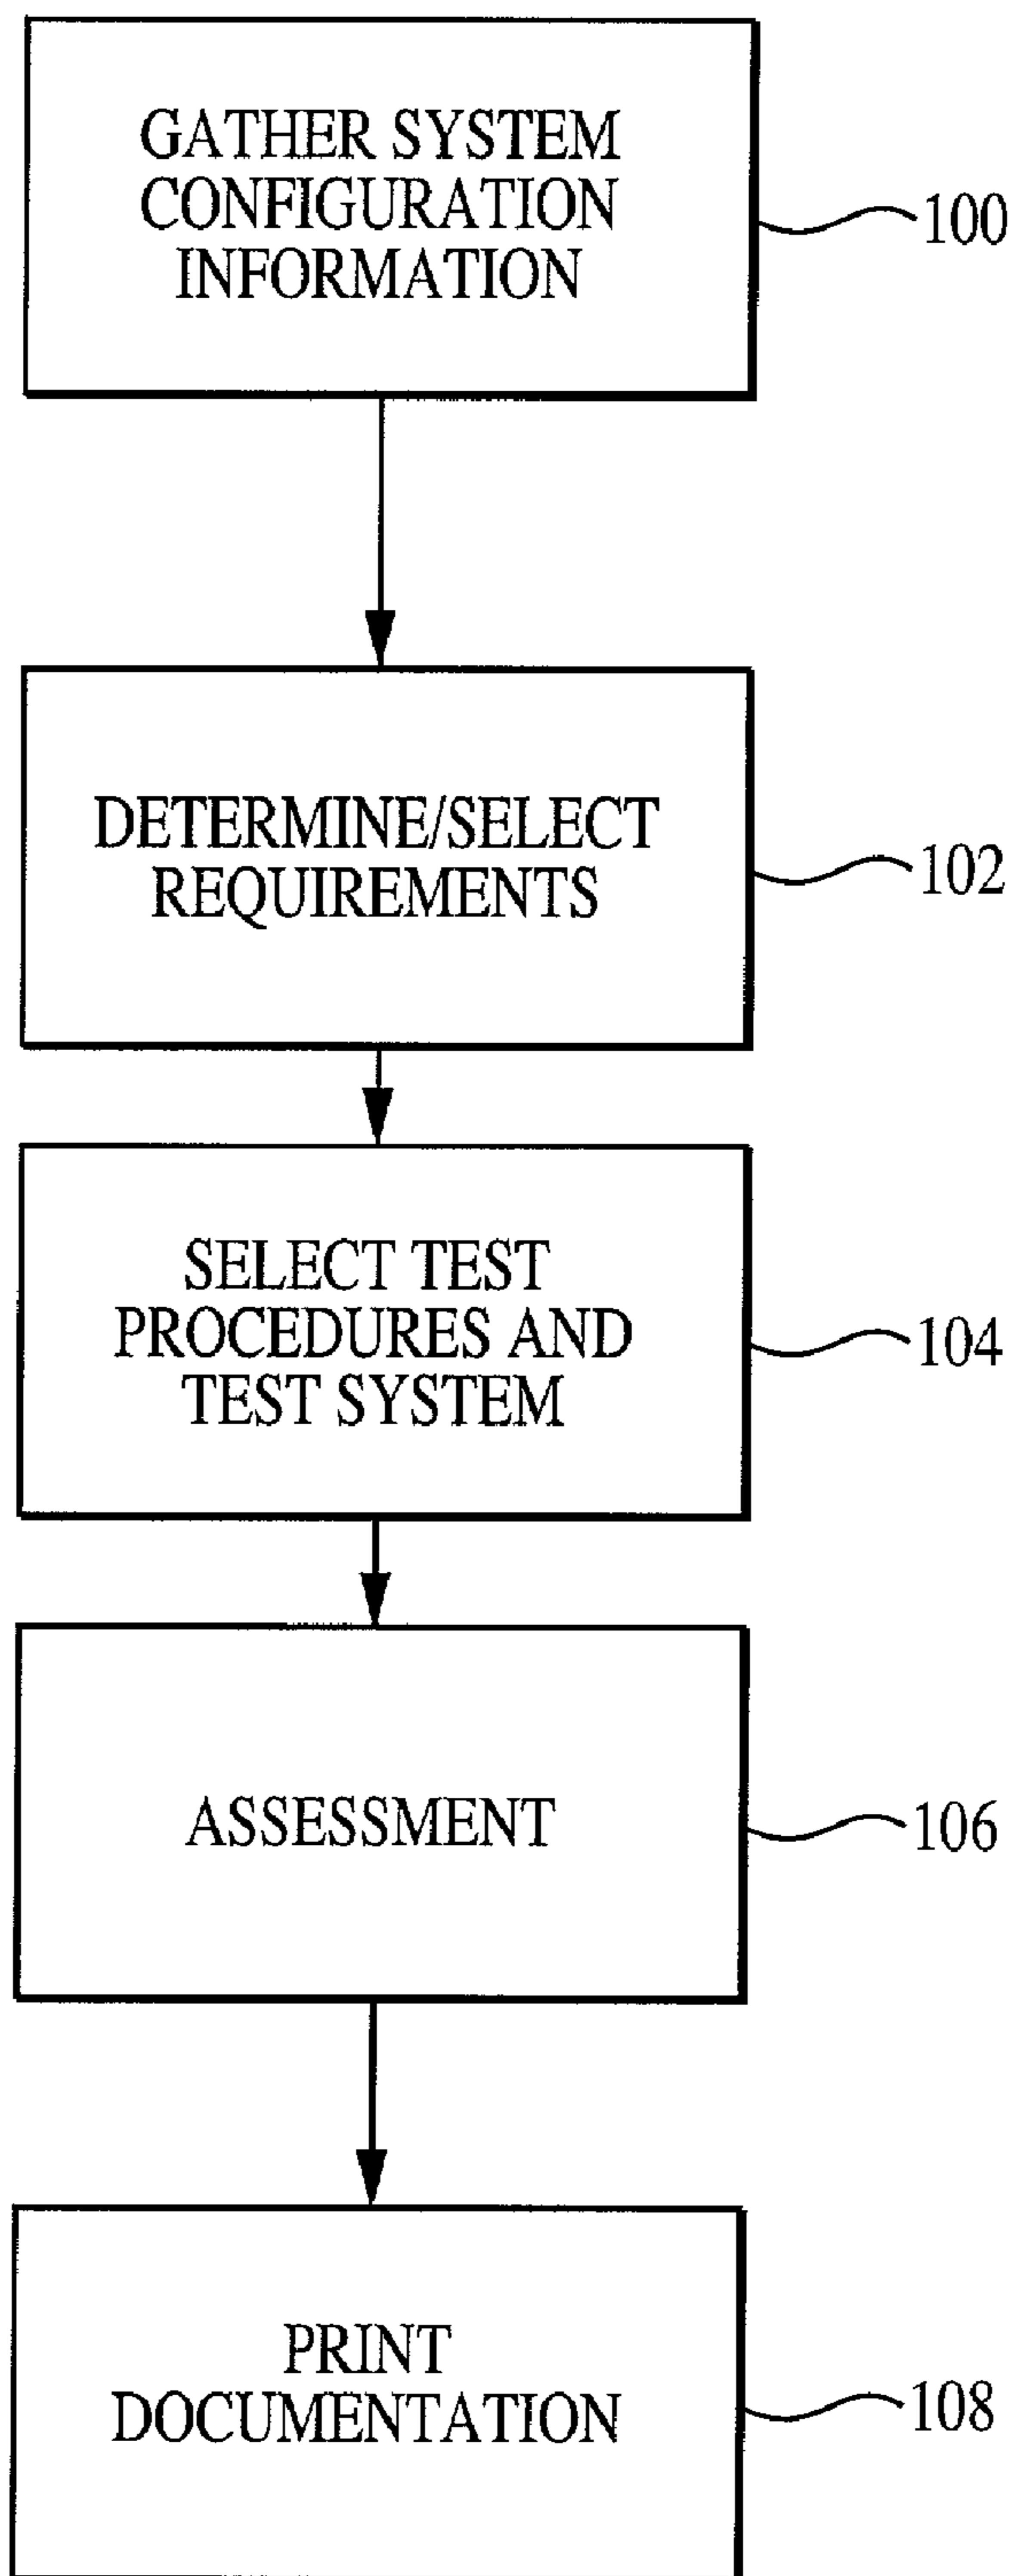 GATHER SYSTEM
CONFIGURATION
INFORMATION
100
DETERMINE/SELECT
REQUIREMENTS
102
SELECT TEST
PROCEDURES AND
TEST SYSTEM
104
ASSESSMENT
106
PRINT
DOCUMENTATION
108